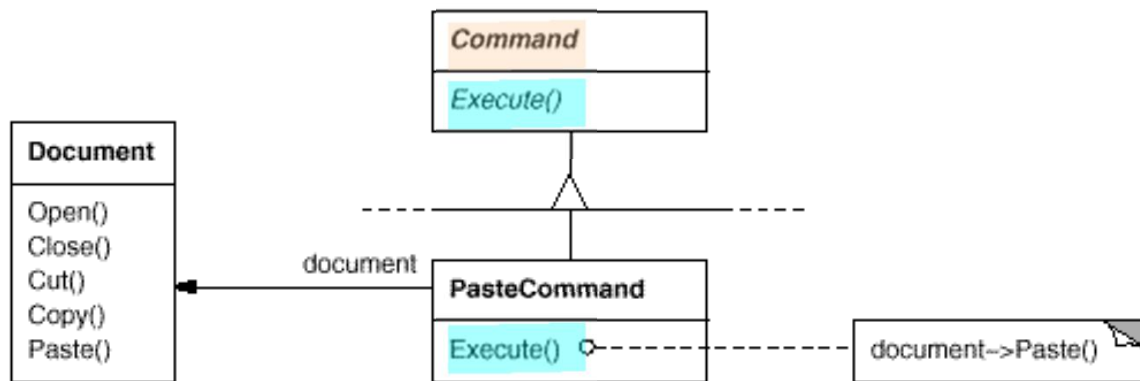 Command
Execute()
Document
Open()
Close()
Cut()
Copy()
Paste()
document
PasteCommand
Execute()
document->Paste()